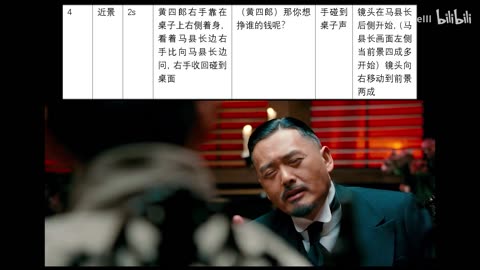 4
近景
2s
黄四郎右手靠在
桌子上右侧着身,
看着马县长边右
手比向马县长边
问,右手收回碰到
桌面
(黄四郎)那你想
挣谁的钱呢?
手碰到
桌子声
镜头在马县长
后侧开始,(马
县长画面左侧
当前景四成多
开始)镜头向
右移动到前景
两成
bilibili